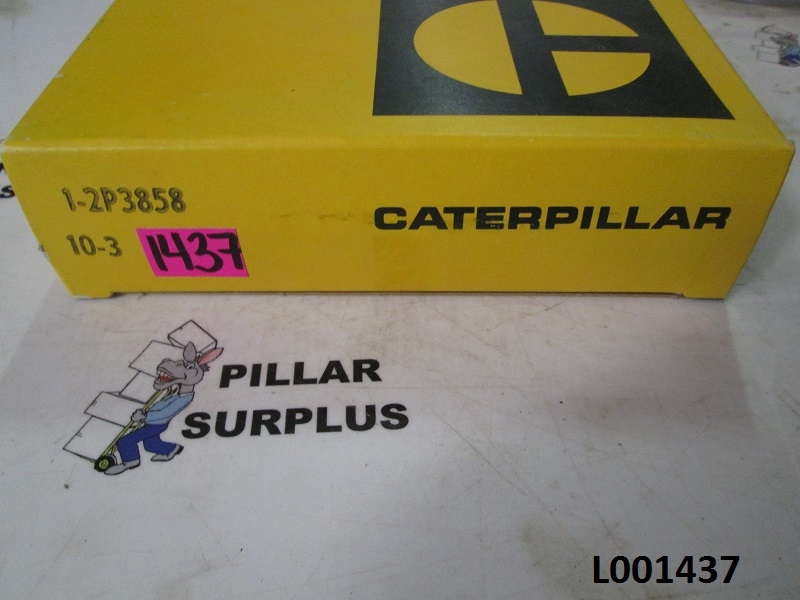 1-2P3858
10-3 1437
CATERPILLAR
PILLAR
SURPLUS
L001437